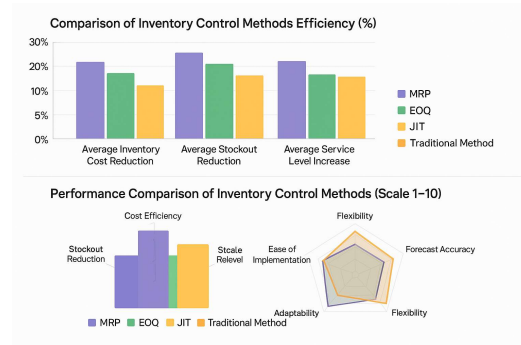 Comparison of Inventory Control Methods Efficiency (%)
30%
20%
10%
5%
0%
Average Inventory
Cost Reduction
Average Stockout
Reduction
Average Service
Level Increase
MRP
EOQ
JIT
Traditional Method
Performance Comparison of Inventory Control Methods (Scale 1–10)
Cost Efficiency
Stockout
Reduction
Stcale
Relevel
MRP EOQ JIT Traditional Method
Flexibility
Ease of
Implementation
Forecast Accuracy
Adaptability
Flexibility